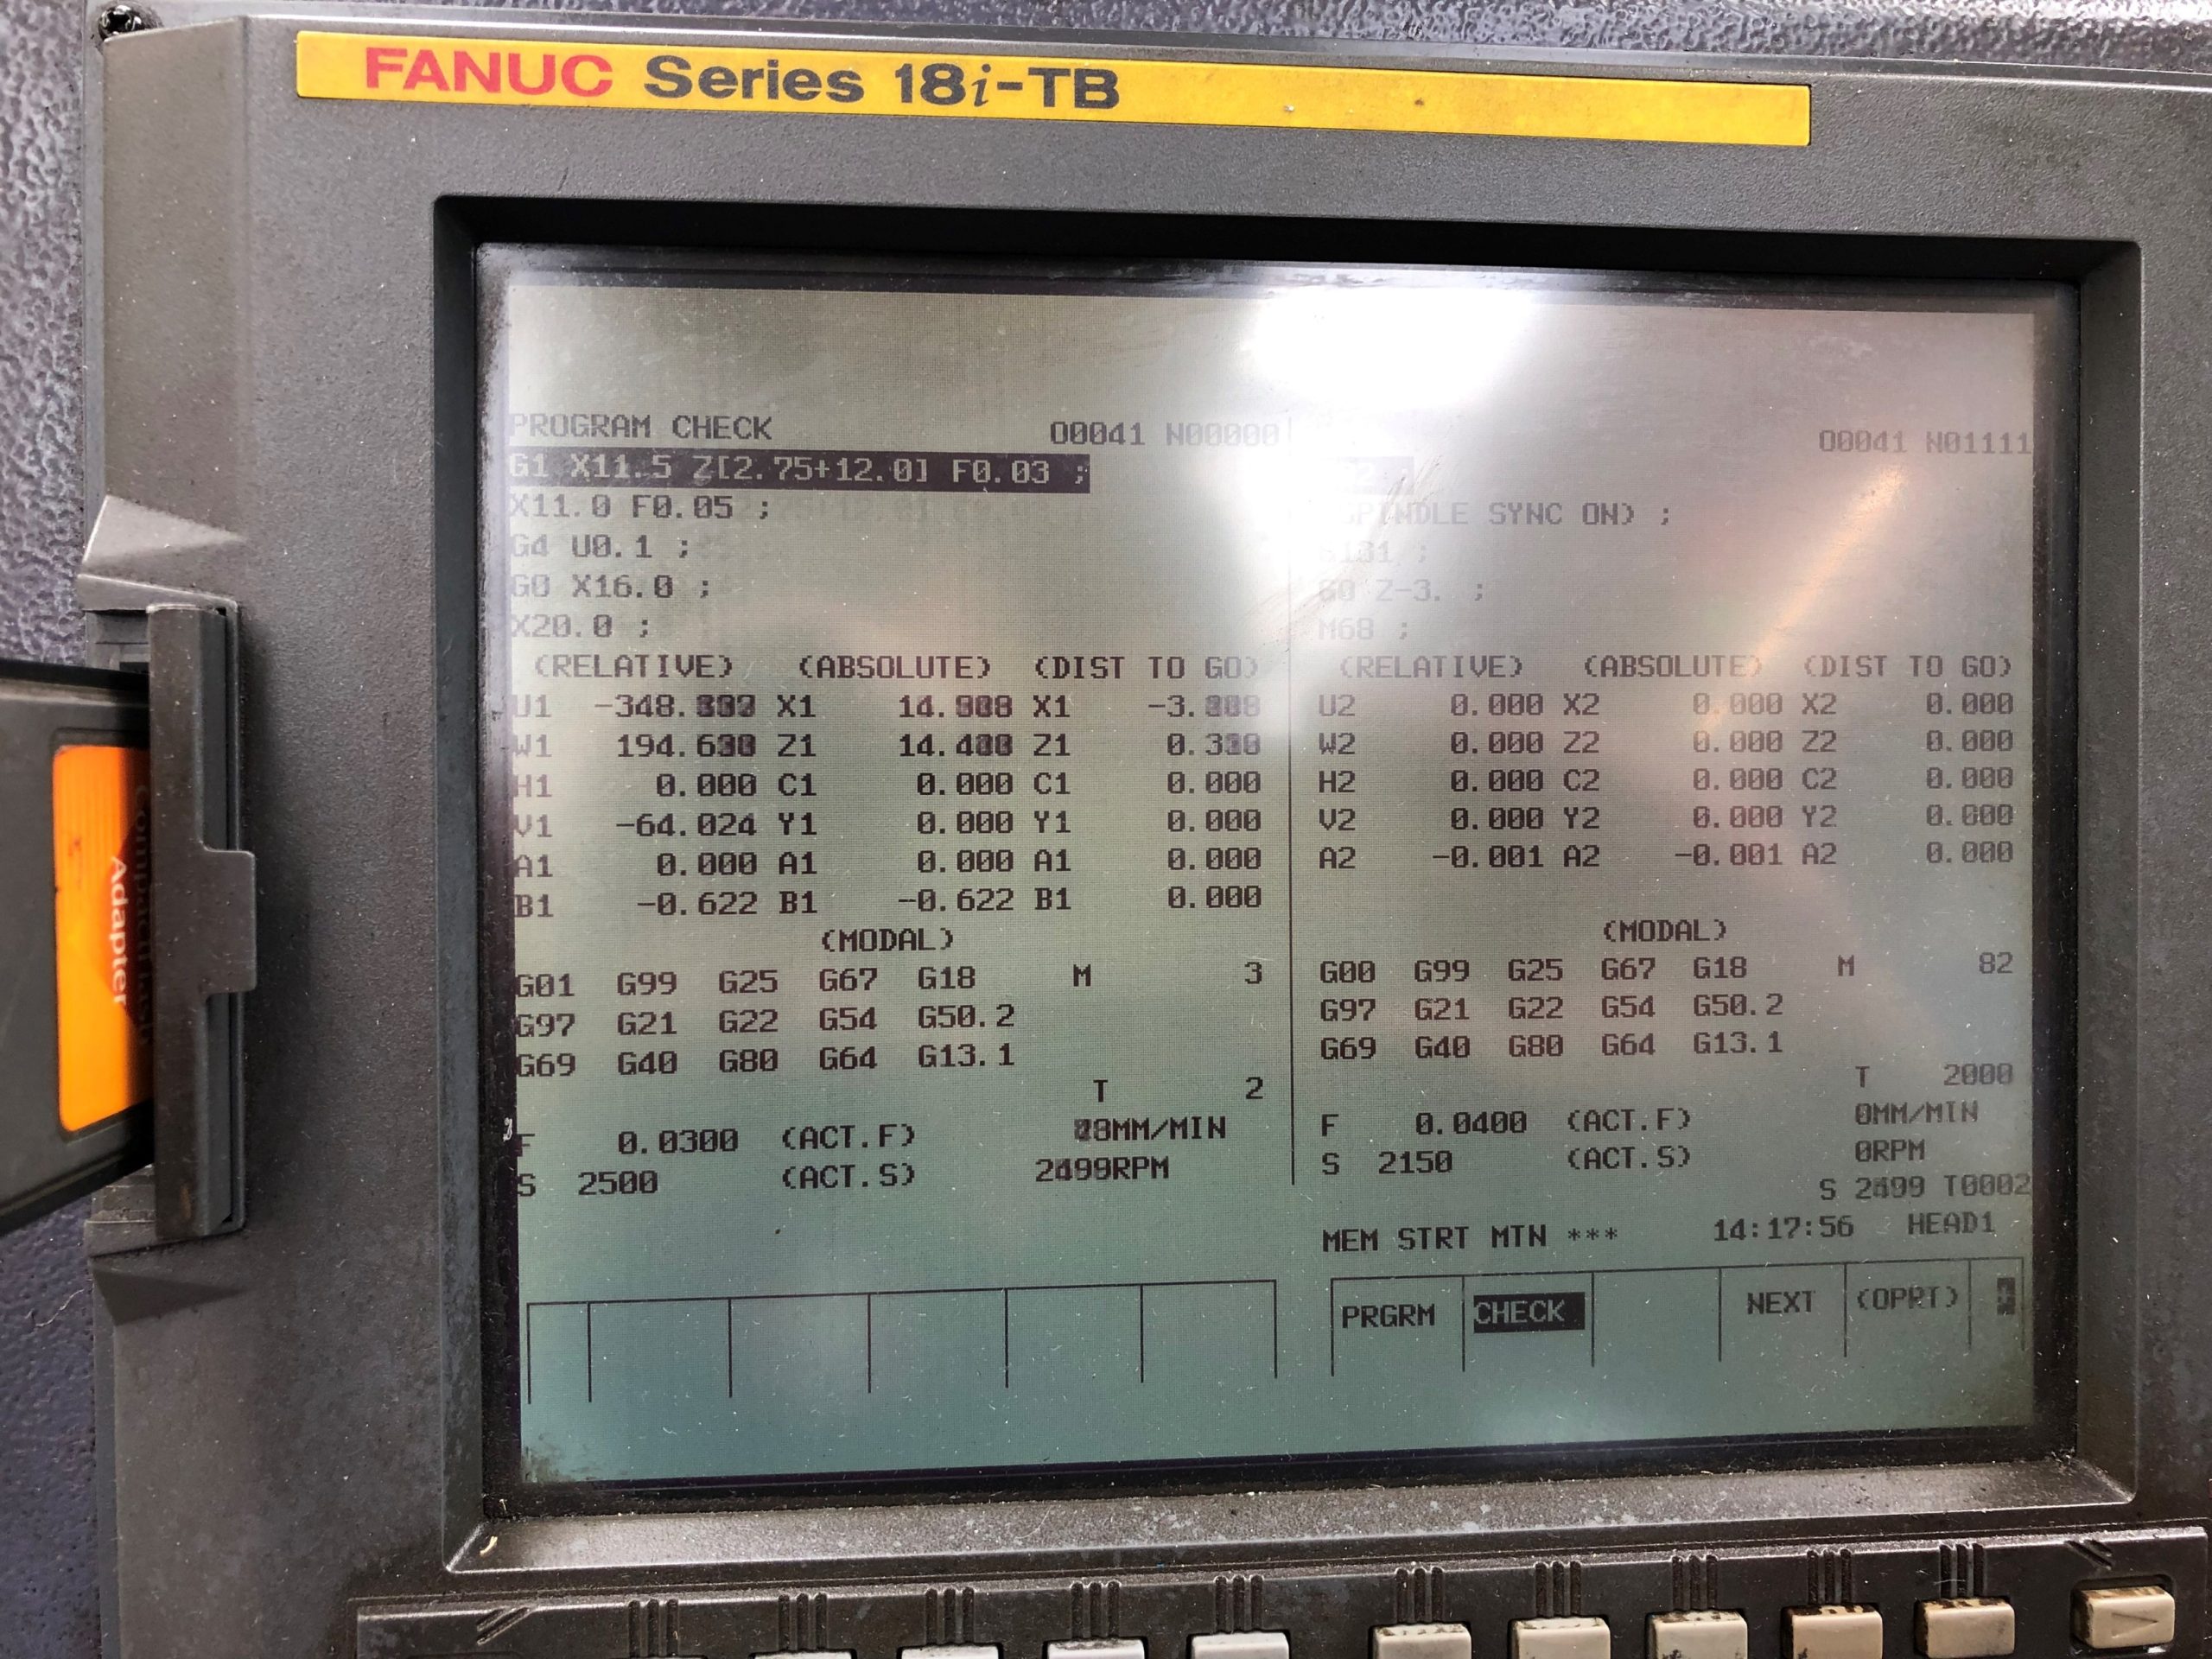 FANUC Series 18i-TB
PROGRAM CHECK O0041 N00000
G1 X11.5 Z[2.75+12.0] F0.03 ;
X11.0 F0.05 ;
G4 U0.1 ;
G0 X16.0 ;
X20.0 ;
(RELATIVE) (ABSOLUTE) (DIST TO GO)
U1 X1 X1
W1 Z1 Z1
H1 0.000 C1 0.000 C1 0.000
V1 -64.024 Y1 0.000 Y1 0.000
A1 0.000 A1 0.000 A1 0.000
B1 -0.622 B1 -0.622 B1 0.000
(MODAL)
G01 G99 G25 G67 G18 M 3
G97 G21 G22 G54 G50.2
G69 G40 G80 G64 G13.1
T 2
F 0.0300 (ACT.F) MM/MIN
S 2500 (ACT.S) RPM
O0041 N01111
SPINDLE SYNC ON) ;
G0 Z-3. ;
M68 ;
(RELATIVE) (ABSOLUTE) (DIST TO GO)
U2 0.000 X2 0.000 X2 0.000
W2 0.000 Z2 0.000 Z2 0.000
H2 0.000 C2 0.000 C2 0.000
V2 0.000 Y2 0.000 Y2 0.000
A2 -0.001 A2 -0.001 A2 0.000
(MODAL)
G00 G99 G25 G67 G18 M 82
G97 G21 G22 G54 G50.2
G69 G40 G80 G64 G13.1
T 2000
F 0.0400 (ACT.F) 0MM/MIN
S 2150 (ACT.S) 0RPM
S T0002
MEM STRT MTN *** 14:17:56 HEAD1
PRGRM CHECK NEXT (OPRT)
Adapter